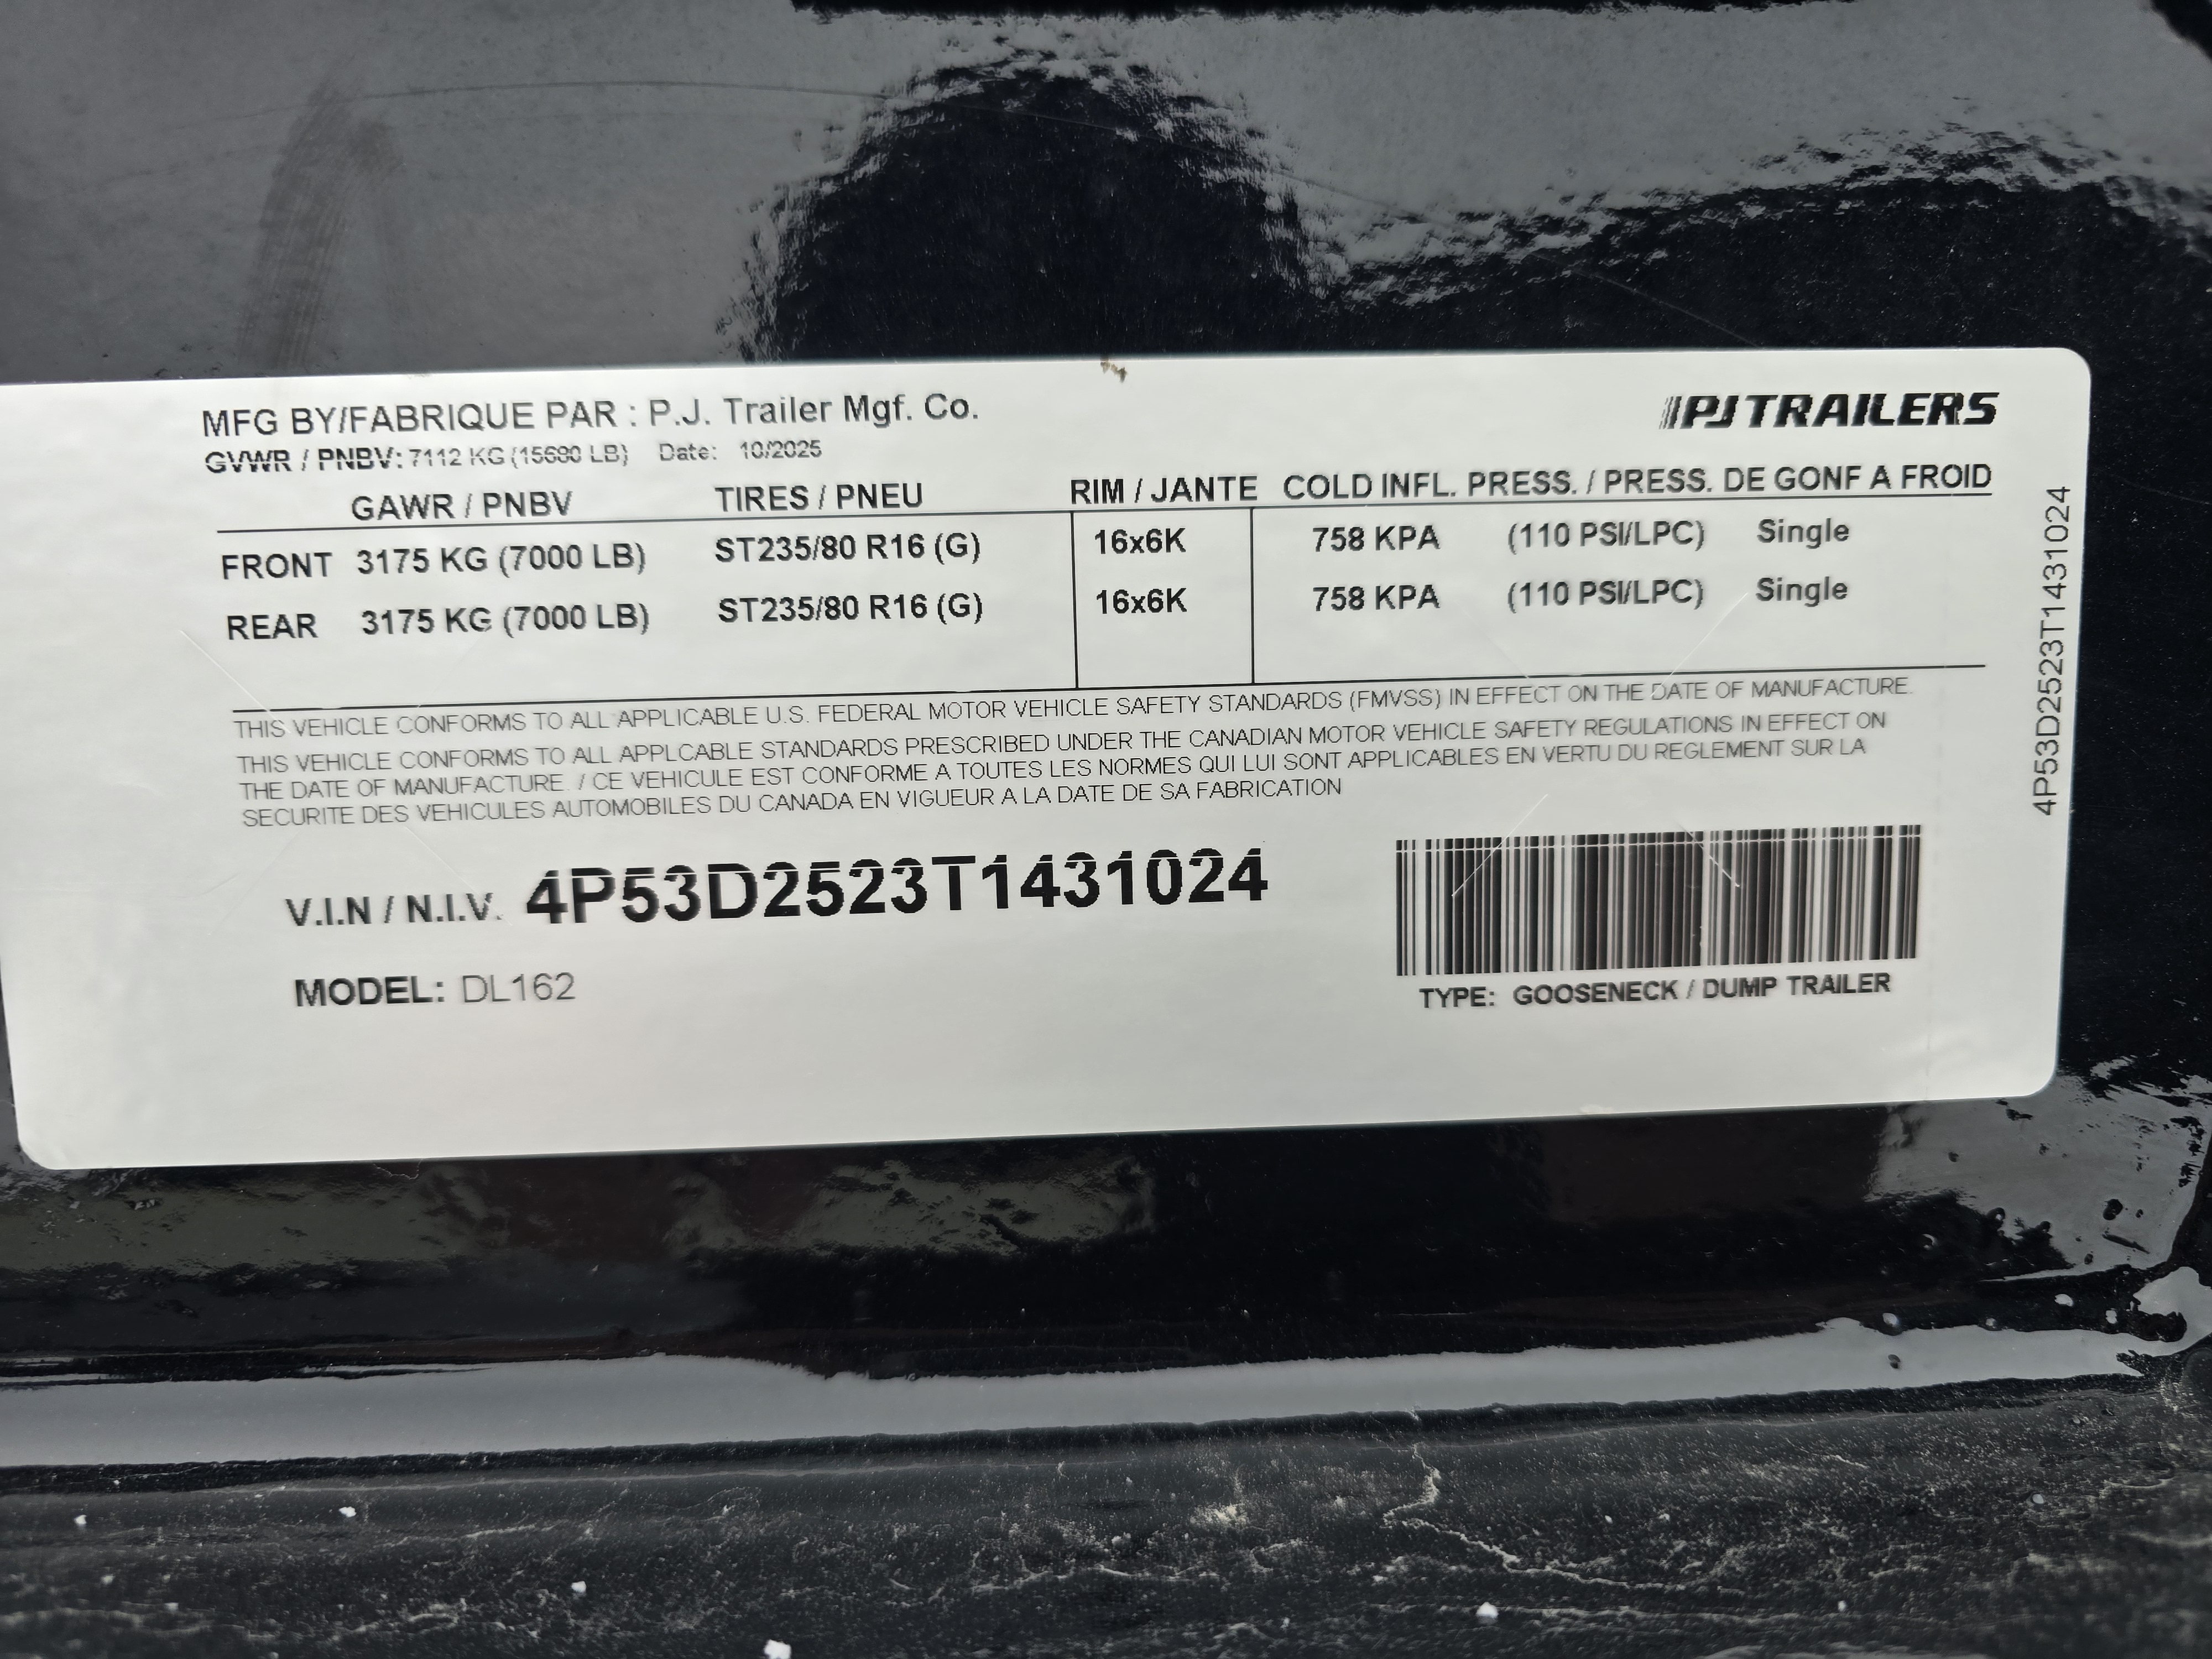 MFG BY/FABRIQUE PAR : P.J. Trailer Mgf. Co.
PJ TRAILERS
GVWR / PNBV: 7112 KG (15680 LB) Date: 10/2025
GAWR / PNBV TIRES / PNEU RIM / JANTE COLD INFL. PRESS. / PRESS. DE GONF A FROID
FRONT 3175 KG (7000 LB) ST235/80 R16 (G) 16x6K 758 KPA (110 PSI/LPC) Single
REAR 3175 KG (7000 LB) ST235/80 R16 (G) 16x6K 758 KPA (110 PSI/LPC) Single
THIS VEHICLE CONFORMS TO ALL APPLICABLE U.S. FEDERAL MOTOR VEHICLE SAFETY STANDARDS (FMVSS) IN EFFECT ON THE DATE OF MANUFACTURE.
THIS VEHICLE CONFORMS TO ALL APPLCABLE STANDARDS PRESCRIBED UNDER THE CANADIAN MOTOR VEHICLE SAFETY REGULATIONS IN EFFECT ON
THE DATE OF MANUFACTURE. / CE VEHICULE EST CONFORME A TOUTES LES NORMES QUI LUI SONT APPLICABLES EN VERTU DU REGLEMENT SUR LA
SECURITE DES VEHICULES AUTOMOBILES DU CANADA EN VIGUEUR A LA DATE DE SA FABRICATION
V.I.N / N.I.V. 4P53D2523T1431024
MODEL: DL162
TYPE: GOOSENECK / DUMP TRAILER
4P53D2523T1431024